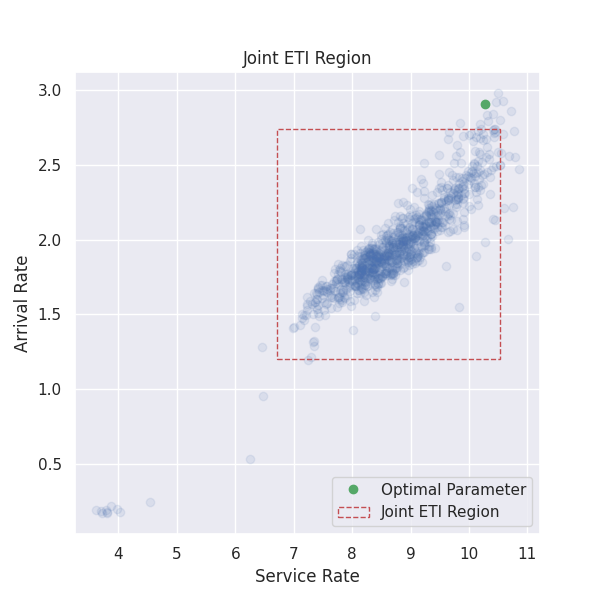 Joint ETI Region
3.0
2.5
2.0
1.5
1.0
0.5
Arrival Rate
4 5 6 7 8 9 10 11
Service Rate
Optimal Parameter
Joint ETI Region